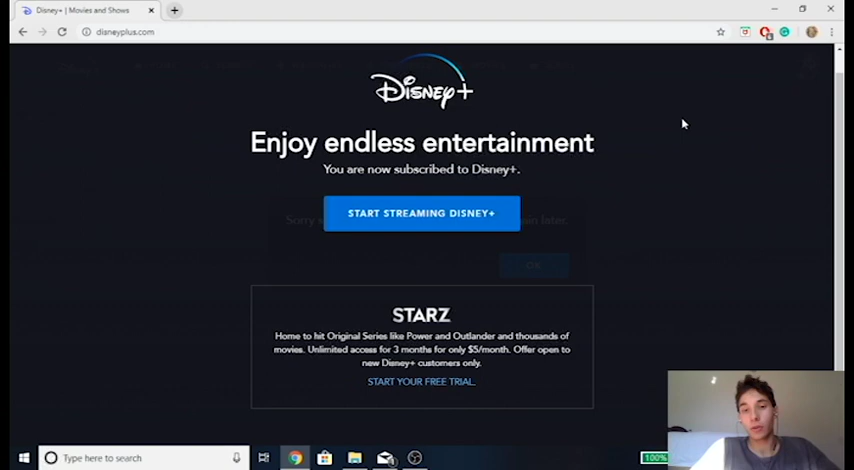 Disney+ | Movies and Shows
disneyplus.com
Disney+
Enjoy endless entertainment
You are now subscribed to Disney+.
START STREAMING DISNEY+
Sorry
later.
OK
STARZ
Home to hit Original Series like Power and Outlander and thousands of
movies. Unlimited access for 3 months for only $5/month. Offer open to
new Disney+ customers only.
START YOUR FREE TRIAL
Type here to search
100%